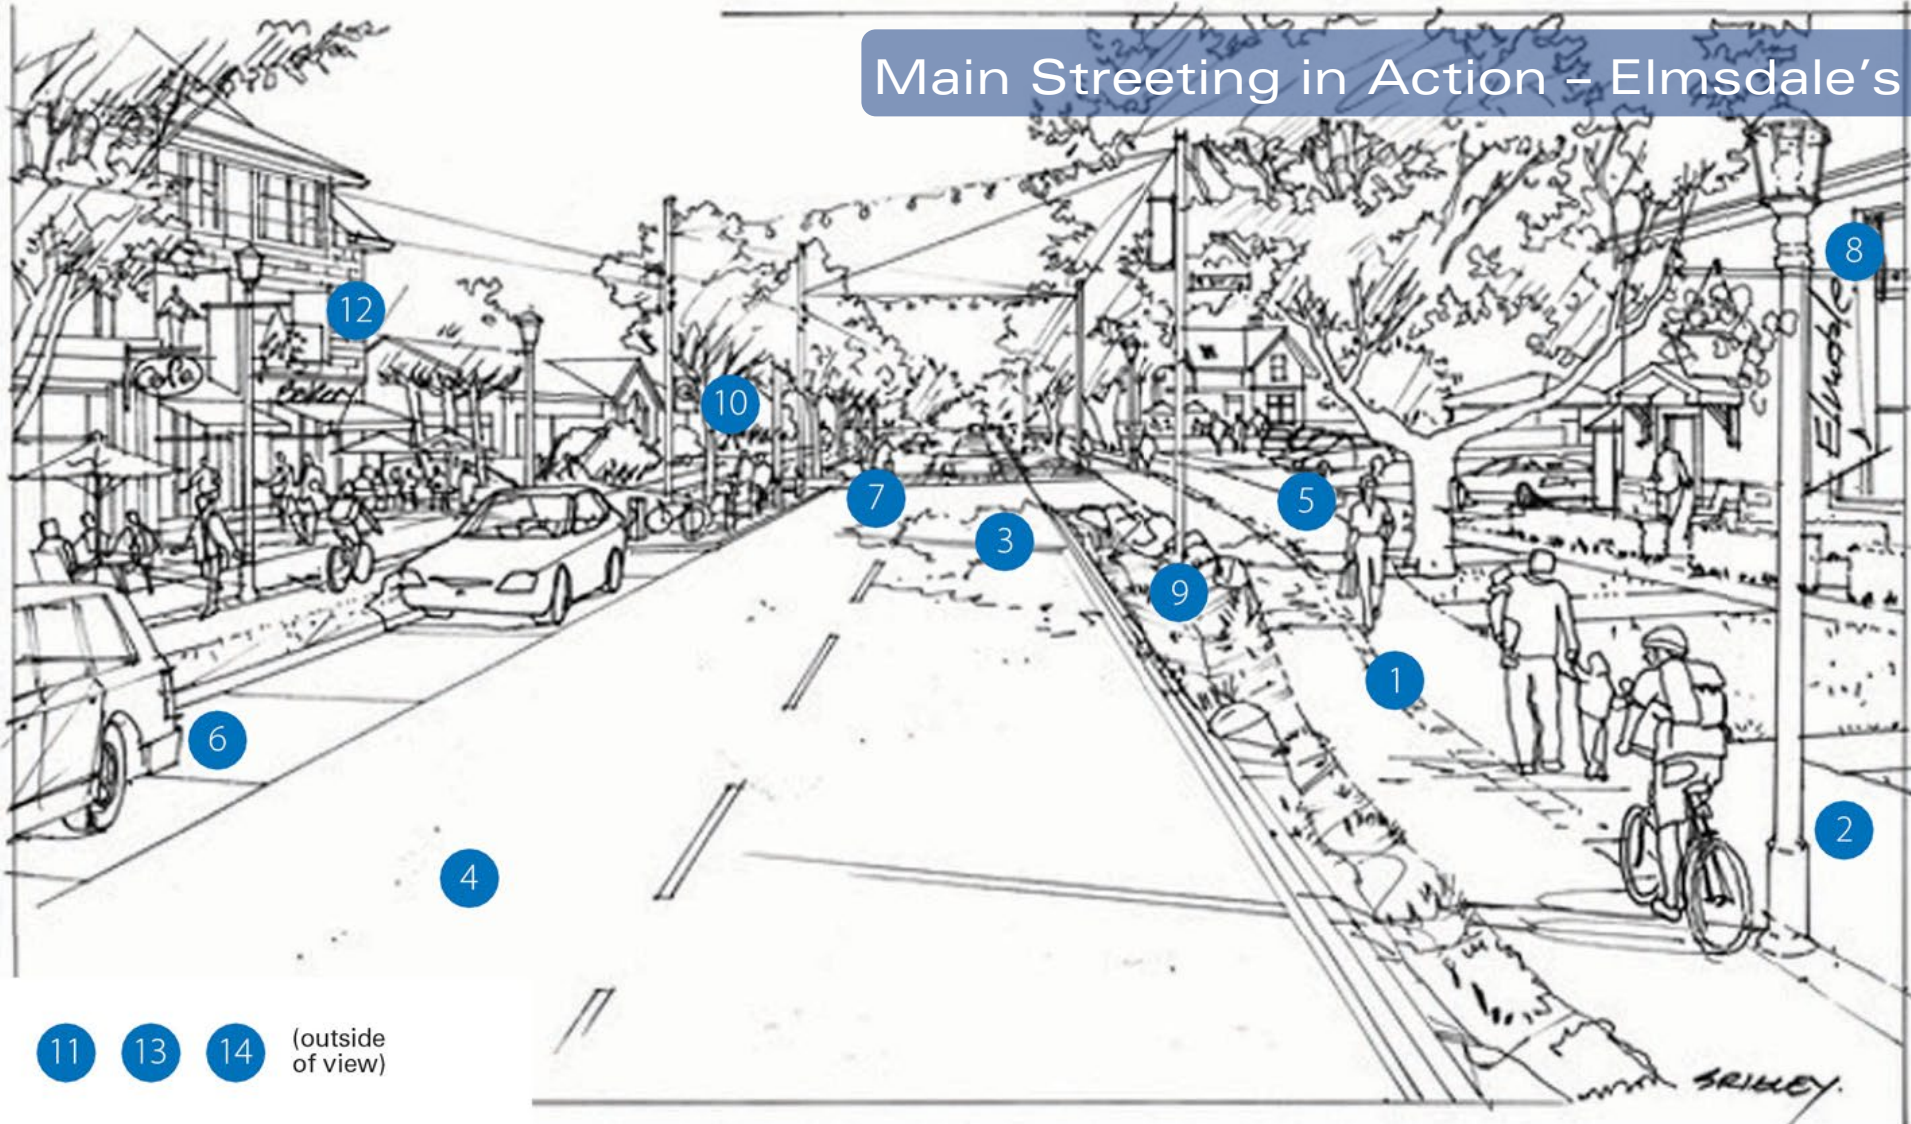 Main Streeting in Action – Elmsdale's
12
8
10
Bakery
Elmsdale
7
5
3
9
1
6
2
4
11 13 14 (outside
of view)
SRIGLEY.